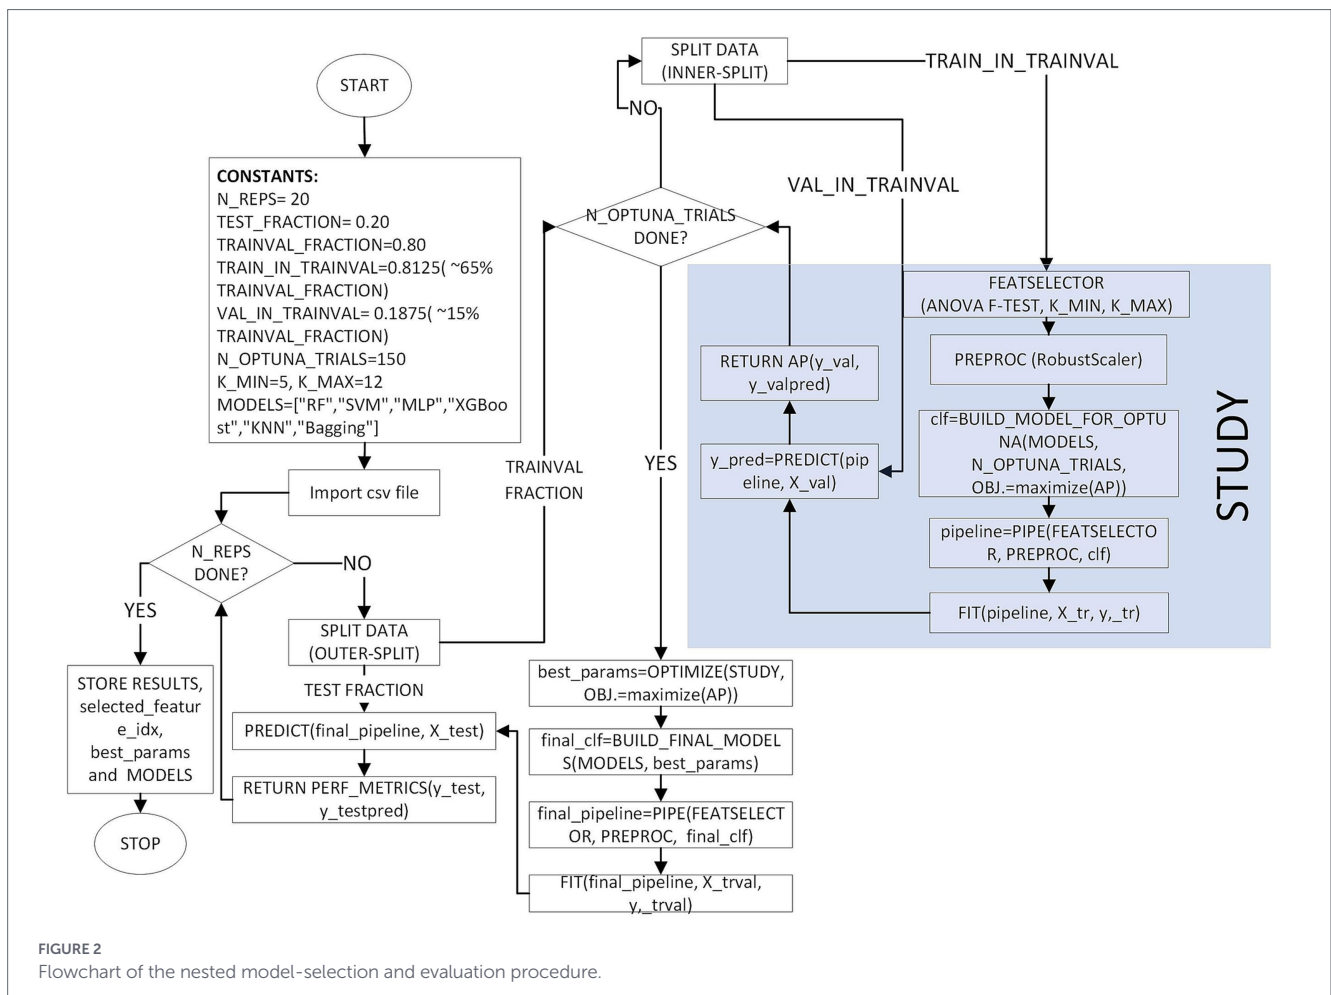 START
CONSTANTS:
N_REPS= 20
TEST_FRACTION= 0.20
TRAINVAL_FRACTION=0.80
TRAIN_IN_TRAINVAL=0.8125( ~65%
TRAINVAL_FRACTION)
VAL_IN_TRAINVAL= 0.1875( ~15%
TRAINVAL_FRACTION)
N_OPTUNA_TRIALS=150
K_MIN=5, K_MAX=12
MODELS=["RF","SVM","MLP","XGBoo
st","KNN","Bagging"]
Import csv file
N_REPS
DONE?
YES
NO
STORE RESULTS,
selected_featur
e_idx,
best_params
and MODELS
STOP
SPLIT DATA
(OUTER-SPLIT)
TEST FRACTION
PREDICT(final_pipeline, X_test)
RETURN PERF_METRICS(y_test,
y_testpred)
TRAINVAL
FRACTION
N_OPTUNA_TRIALS
DONE?
NO
YES
SPLIT DATA
(INNER-SPLIT)
TRAIN_IN_TRAINVAL
VAL_IN_TRAINVAL
FEATSELECTOR
(ANOVA F-TEST, K_MIN, K_MAX)
PREPROC (RobustScaler)
clf=BUILD_MODEL_FOR_OPTU
NA(MODELS,
N_OPTUNA_TRIALS,
OBJ.=maximize(AP))
pipeline=PIPE(FEATSELECTO
R, PREPROC, clf)
FIT(pipeline, X_tr, y,_tr)
y_pred=PREDICT(pip
eline, X_val)
RETURN AP(y_val,
y_valpred)
STUDY
best_params=OPTIMIZE(STUDY,
OBJ.=maximize(AP))
final_clf=BUILD_FINAL_MODEL
S(MODELS, best_params)
final_pipeline=PIPE(FEATSELECT
OR, PREPROC, final_clf)
FIT(final_pipeline, X_trval,
y,_trval)
FIGURE 2
Flowchart of the nested model-selection and evaluation procedure.